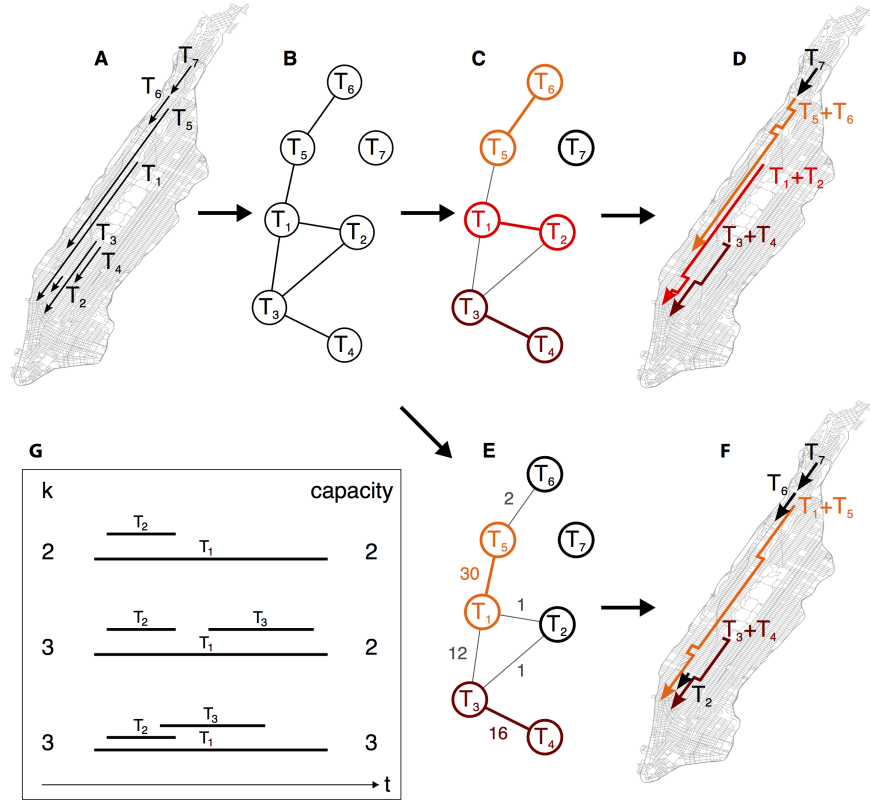 A
B
C
D
T7
T6
T5
T1
T3
T4
T2
T6
T5
T7
T1
T2
T3
T4
T6
T5
T7
T1
T2
T3
T4
T7
T5+T6
T1+T2
T3+T4
G
E
F
k capacity
T2
T1
2 2
T2 T3
T1
3 2
T3
T2 T1
3 3
t
T6
2
T5
T7
30
T1
1
T2
12
1
T3
16
T4
T7
T6
T1+T5
T3+T4
T2